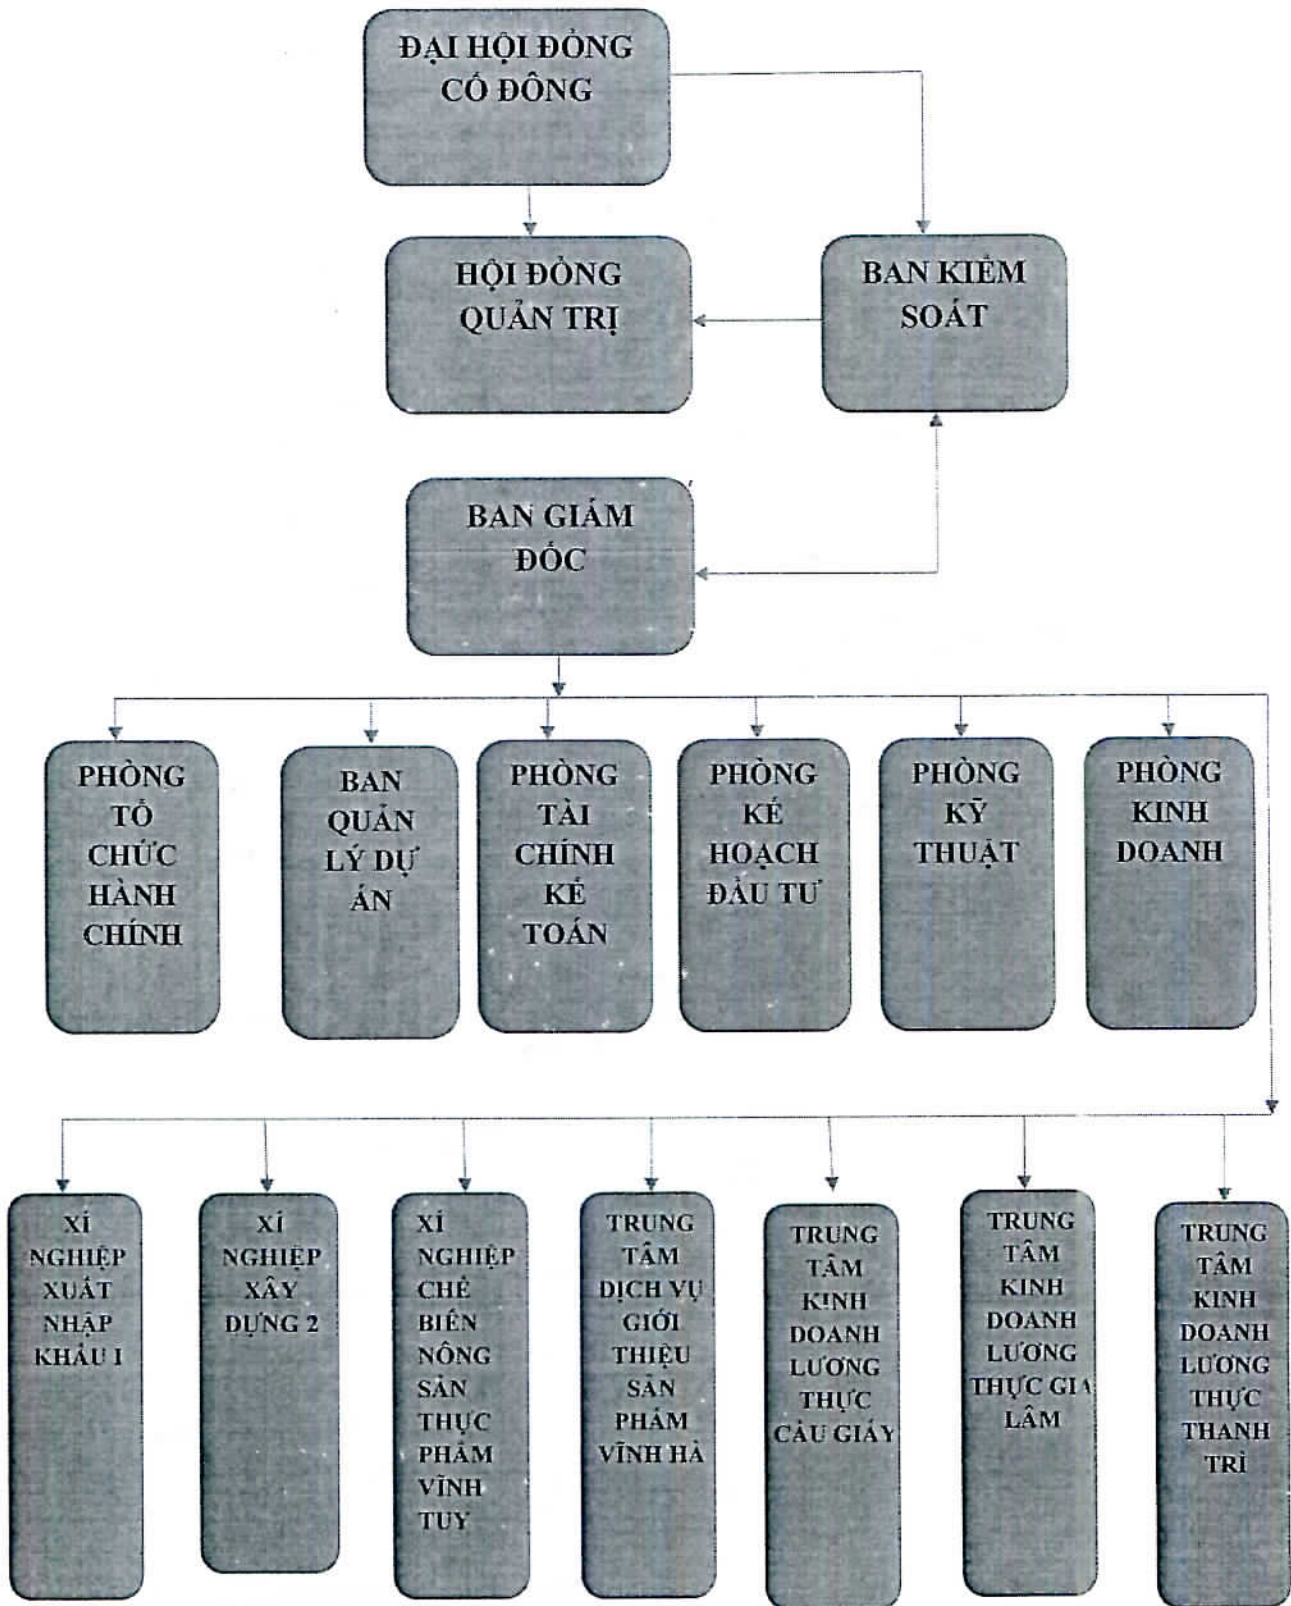 ĐẠI HỘI ĐỒNG
CỔ ĐÔNG
HỘI ĐỒNG
QUẢN TRỊ
BAN KIỂM
SOÁT
BAN GIÁM
ĐỐC
PHÒNG
TỔ
CHỨC
HÀNH
CHÍNH
BAN
QUẢN
LÝ DỰ
ÁN
PHÒNG
TÀI
CHÍNH
KẾ
TOÁN
PHÒNG
KẾ
HOẠCH
ĐẦU TƯ
PHÒNG
KỸ
THUẬT
PHÒNG
KINH
DOANH
XÍ
NGHIỆP
XUẤT
NHẬP
KHẨU I
XÍ
NGHIỆP
XÂY
DỰNG 2
XÍ
NGHIỆP
CHẾ
BIẾN
NÔNG
SẢN
THỰC
PHẨM
VĨNH
TUY
TRUNG
TÂM
DỊCH VỤ
GIỚI
THIỆU
SẢN
PHẨM
VĨNH HÀ
TRUNG
TÂM
KINH
DOANH
LƯƠNG
THỰC
CẦU GIẤY
TRUNG
TÂM
KINH
DOANH
LƯƠNG
THỰC GIA
LÂM
TRUNG
TÂM
KINH
DOANH
LƯƠNG
THỰC
THANH
TRÌ